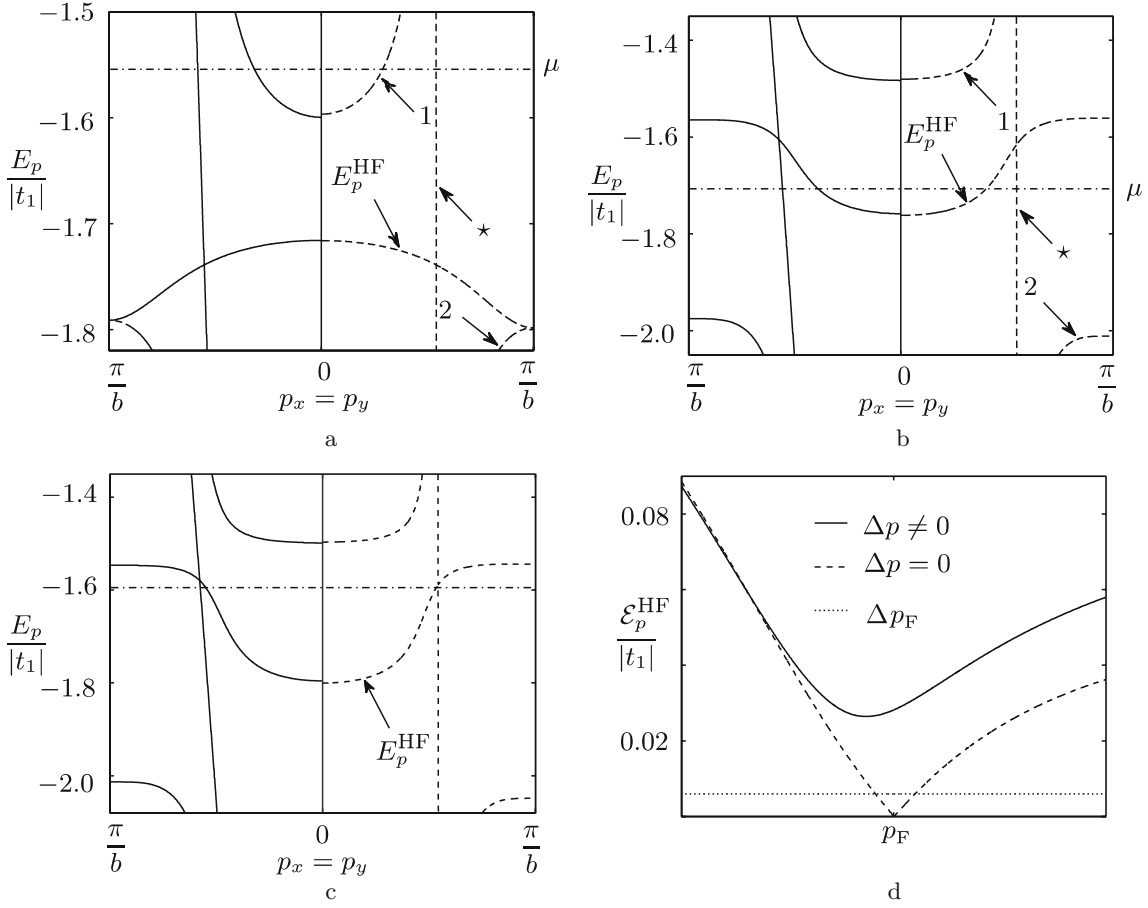 −1.5
−1.6
−1.7
−1.8
E_p
|t_1|
μ
1
E_p^HF
⋆
2
π
b
0
π
b
p_x = p_y
a
−1.4
−1.6
−1.8
−2.0
E_p
|t_1|
μ
1
E_p^HF
⋆
2
π
b
0
π
b
p_x = p_y
b
−1.4
−1.6
−1.8
−2.0
E_p
|t_1|
E_p^HF
π
b
0
π
b
p_x = p_y
c
0.08
0.02
ℰ_p^HF
|t_1|
Δp ≠ 0
Δp = 0
Δp_F
p_F
d